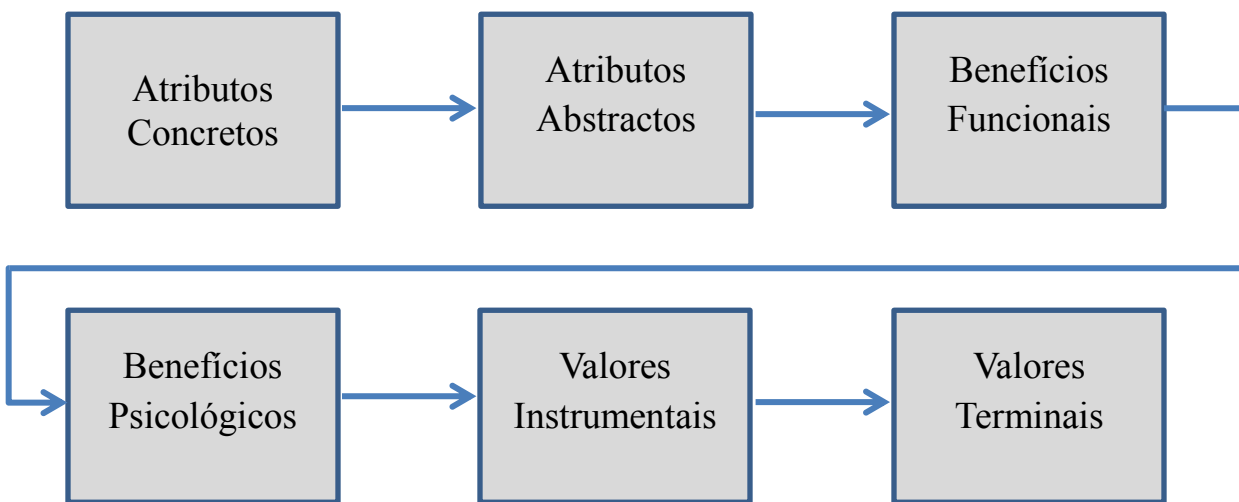 Atributos
Concretos
Atributos
Abstractos
Benefícios
Funcionais
Benefícios
Psicológicos
Valores
Instrumentais
Valores
Terminais